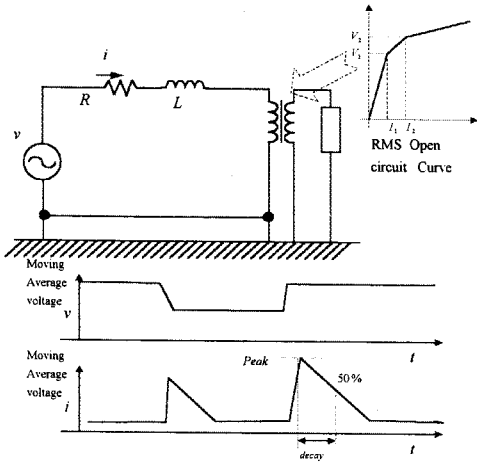 i
R
L
v
V₂
V₁
I₁ I₂
RMS Open
circuit Curve
Moving
Average
voltage
v
t
Moving
Average
voltage
i
Peak
50%
decay
t